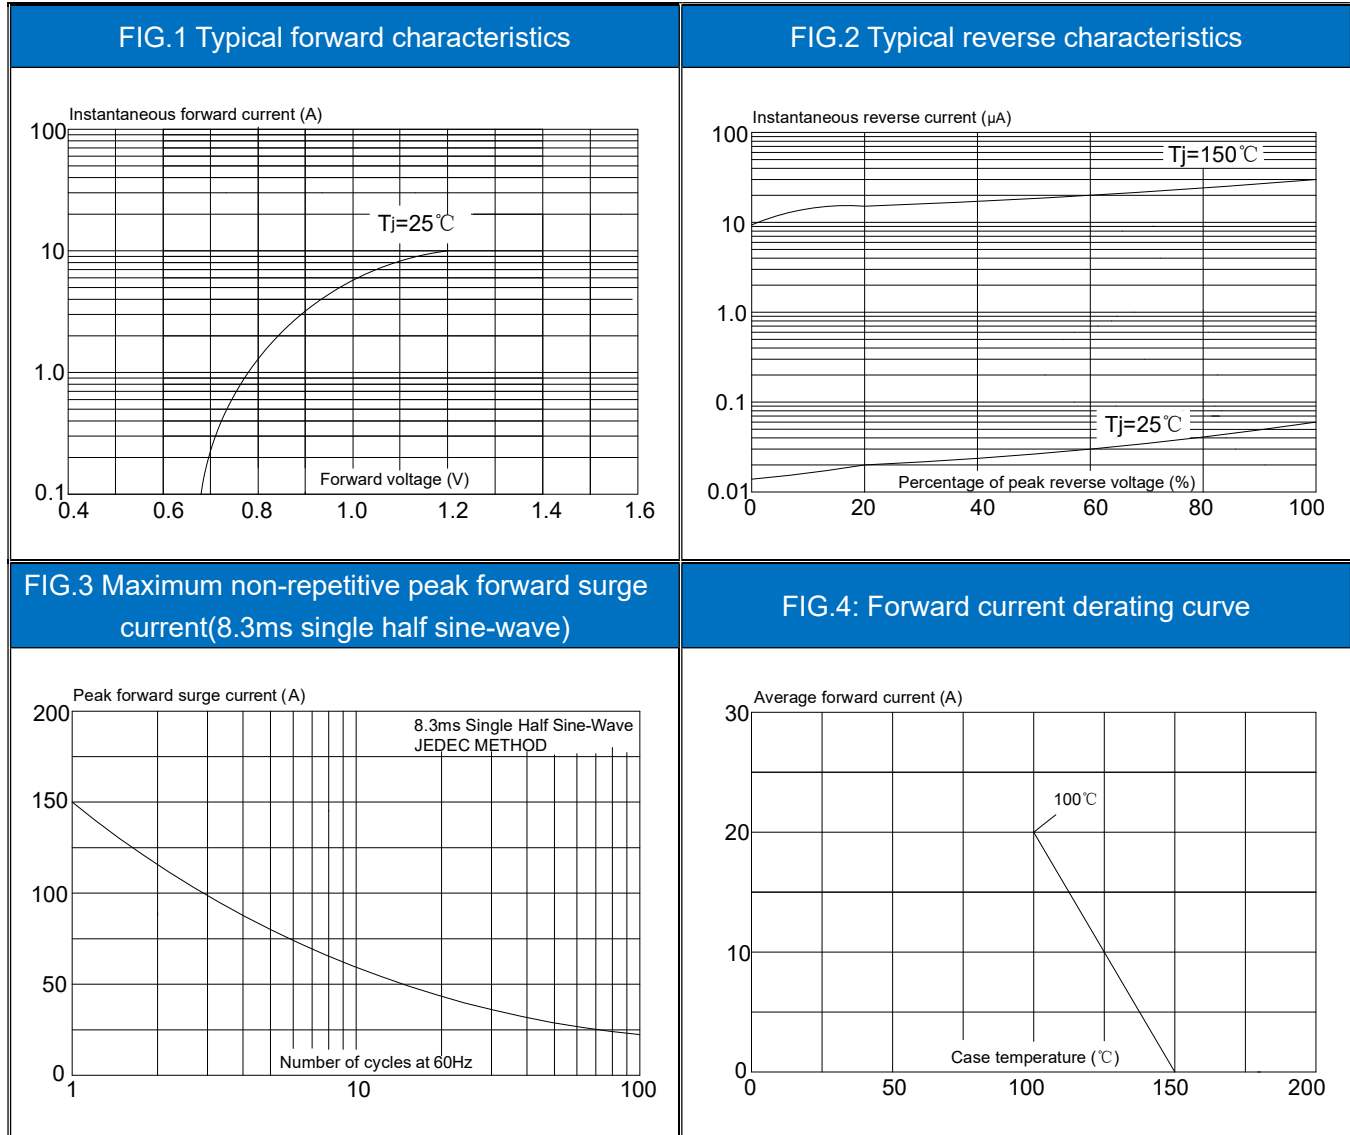 FIG.1 Typical forward characteristics
Instantaneous forward current (A)
100
10
1.0
0.1
Tj=25℃
Forward voltage (V)
0.4 0.6 0.8 1.0 1.2 1.4 1.6
FIG.2 Typical reverse characteristics
Instantaneous reverse current (μA)
100
10
1.0
0.1
0.01
Tj=150℃
Tj=25℃
Percentage of peak reverse voltage (%)
0 20 40 60 80 100
FIG.3 Maximum non-repetitive peak forward surge
current(8.3ms single half sine-wave)
Peak forward surge current (A)
200
150
100
50
0
8.3ms Single Half Sine-Wave
JEDEC METHOD
Number of cycles at 60Hz
1 10 100
FIG.4: Forward current derating curve
Average forward current (A)
30
20
10
0
100℃
Case temperature (℃)
0 50 100 150 200